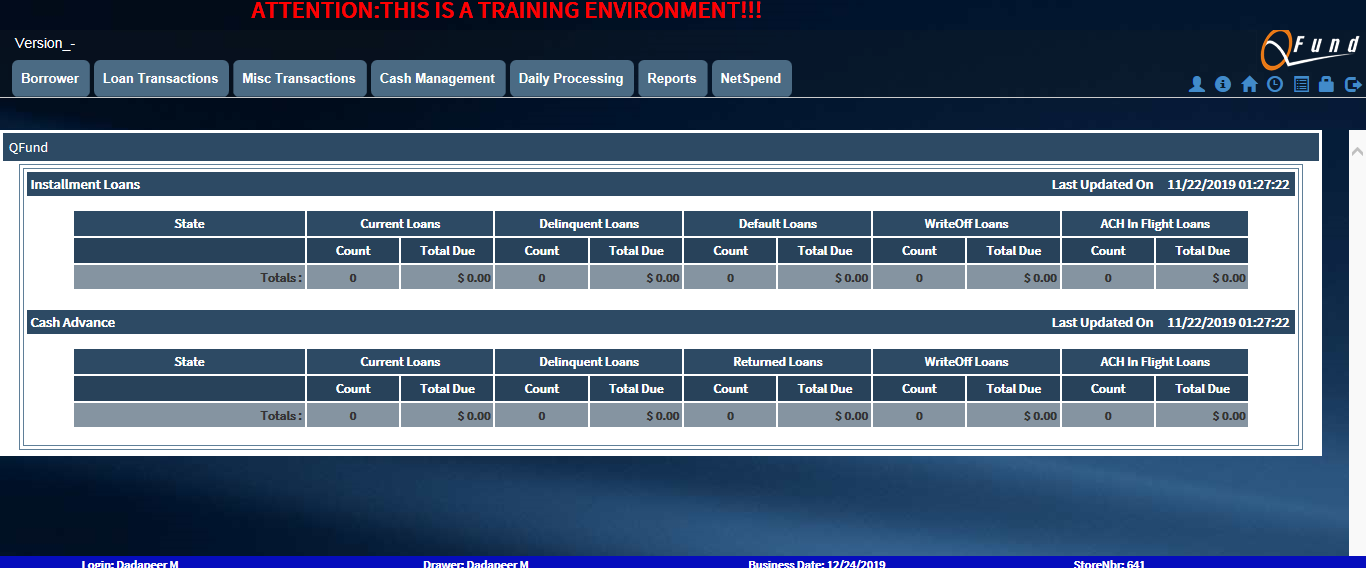 ATTENTION:THIS IS A TRAINING ENVIRONMENT!!!
Version_-
QFund
Borrower Loan Transactions Misc Transactions Cash Management Daily Processing Reports NetSpend
QFund
Installment Loans Last Updated On 11/22/2019 01:27:22
State Current Loans Delinquent Loans Default Loans WriteOff Loans ACH In Flight Loans
Count Total Due Count Total Due Count Total Due Count Total Due Count Total Due
Totals : 0 $ 0.00 0 $ 0.00 0 $ 0.00 0 $ 0.00 0 $ 0.00
Cash Advance Last Updated On 11/22/2019 01:27:22
State Current Loans Delinquent Loans Returned Loans WriteOff Loans ACH In Flight Loans
Count Total Due Count Total Due Count Total Due Count Total Due Count Total Due
Totals : 0 $ 0.00 0 $ 0.00 0 $ 0.00 0 $ 0.00 0 $ 0.00
Login: Dadapeer M Drawer: Dadapeer M Business Date: 12/24/2019 StoreNbr: 641